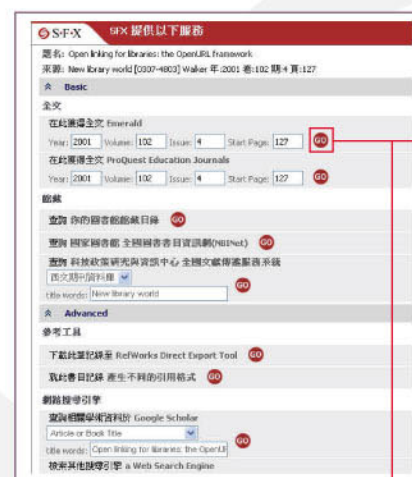 S·F·X SFX 提供以下服務
題名: Open linking for libraries: the OpenURL framework
來源: New library world [0307-4803] Walker 年:2001 卷:102 期:4 頁:127
Basic
全文
在此獲得全文 Emerald
Year: 2001 Volume: 102 Issue: 4 Start Page: 127 GO
在此獲得全文 ProQuest Education Journals
Year: 2001 Volume: 102 Issue: 4 Start Page: 127 GO
館藏
查詢 你的圖書館館藏目錄 GO
查詢 國家圖書館 全國圖書書目資訊網(NBINet) GO
查詢 科技政策研究與資訊中心 全國文獻傳遞服務系統
西文期刊資料庫
GO
title words: New library world
Advanced
參考工具
下載此筆記錄至 RefWorks Direct Export Tool GO
取此書目記錄 產生不同的引用格式 GO
網路搜尋引擎
查詢相關學術資料於 Google Scholar
Article or Book Title
GO
title words: Open linking for libraries: the OpenU
檢索其他搜尋引擎 a Web Search Engine